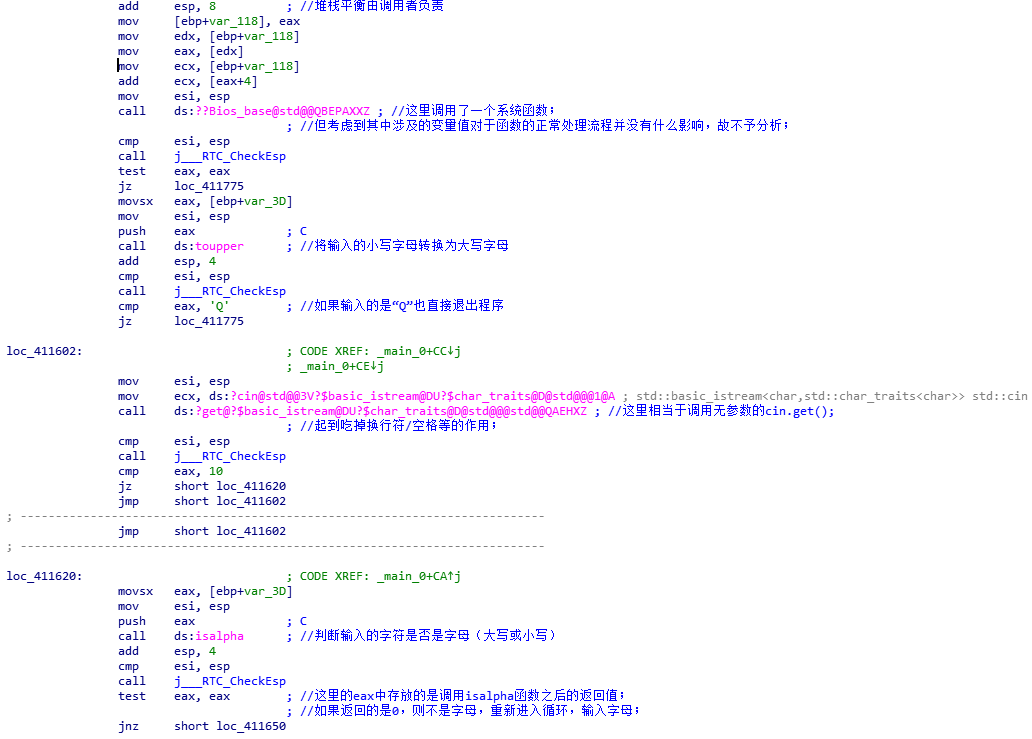 add esp, 8 ; //堆栈平衡由调用者负责
mov [ebp+var_118], eax
mov edx, [ebp+var_118]
mov eax, [edx]
mov ecx, [ebp+var_118]
add ecx, [eax+4]
mov esi, esp
call ds:??Bios_base@std@@QBEPAXXZ ; //这里调用了一个系统函数;
; //但考虑到其中涉及的变量值对于函数的正常处理流程并没有什么影响，故不予分析;
cmp esi, esp
call j___RTC_CheckEsp
test eax, eax
jz loc_411775
movsx eax, [ebp+var_3D]
mov esi, esp
push eax ; C
call ds:toupper ; //将输入的小写字母转换为大写字母
add esp, 4
cmp esi, esp
call j___RTC_CheckEsp
cmp eax, 'Q' ; //如果输入的是“Q”也直接退出程序
jz loc_411775
loc_411602: ; CODE XREF: _main_0+CC↓j
; _main_0+CE↓j
mov esi, esp
mov ecx, ds:?cin@std@@3V?$basic_istream@DU?$char_traits@D@std@@@1@A ; std::basic_istream<char,std::char_traits<char>> std::cin
call ds:?get@?$basic_istream@DU?$char_traits@D@std@@@std@@QAEHXZ ; //这里相当于调用无参数的cin.get();
; //起到吃掉换行符/空格等的作用;
cmp esi, esp
call j___RTC_CheckEsp
cmp eax, 10
jz short loc_411620
jmp short loc_411602
; ---------------------------------------------------------------------------
jmp short loc_411602
; ---------------------------------------------------------------------------
loc_411620: ; CODE XREF: _main_0+CA↑j
movsx eax, [ebp+var_3D]
mov esi, esp
push eax ; C
call ds:isalpha ; //判断输入的字符是否是字母（大写或小写）
add esp, 4
cmp esi, esp
call j___RTC_CheckEsp
test eax, eax ; //这里的eax中存放的是调用isalpha函数之后的返回值;
; //如果返回的是0，则不是字母，重新进入循环，输入字母;
jnz short loc_411650